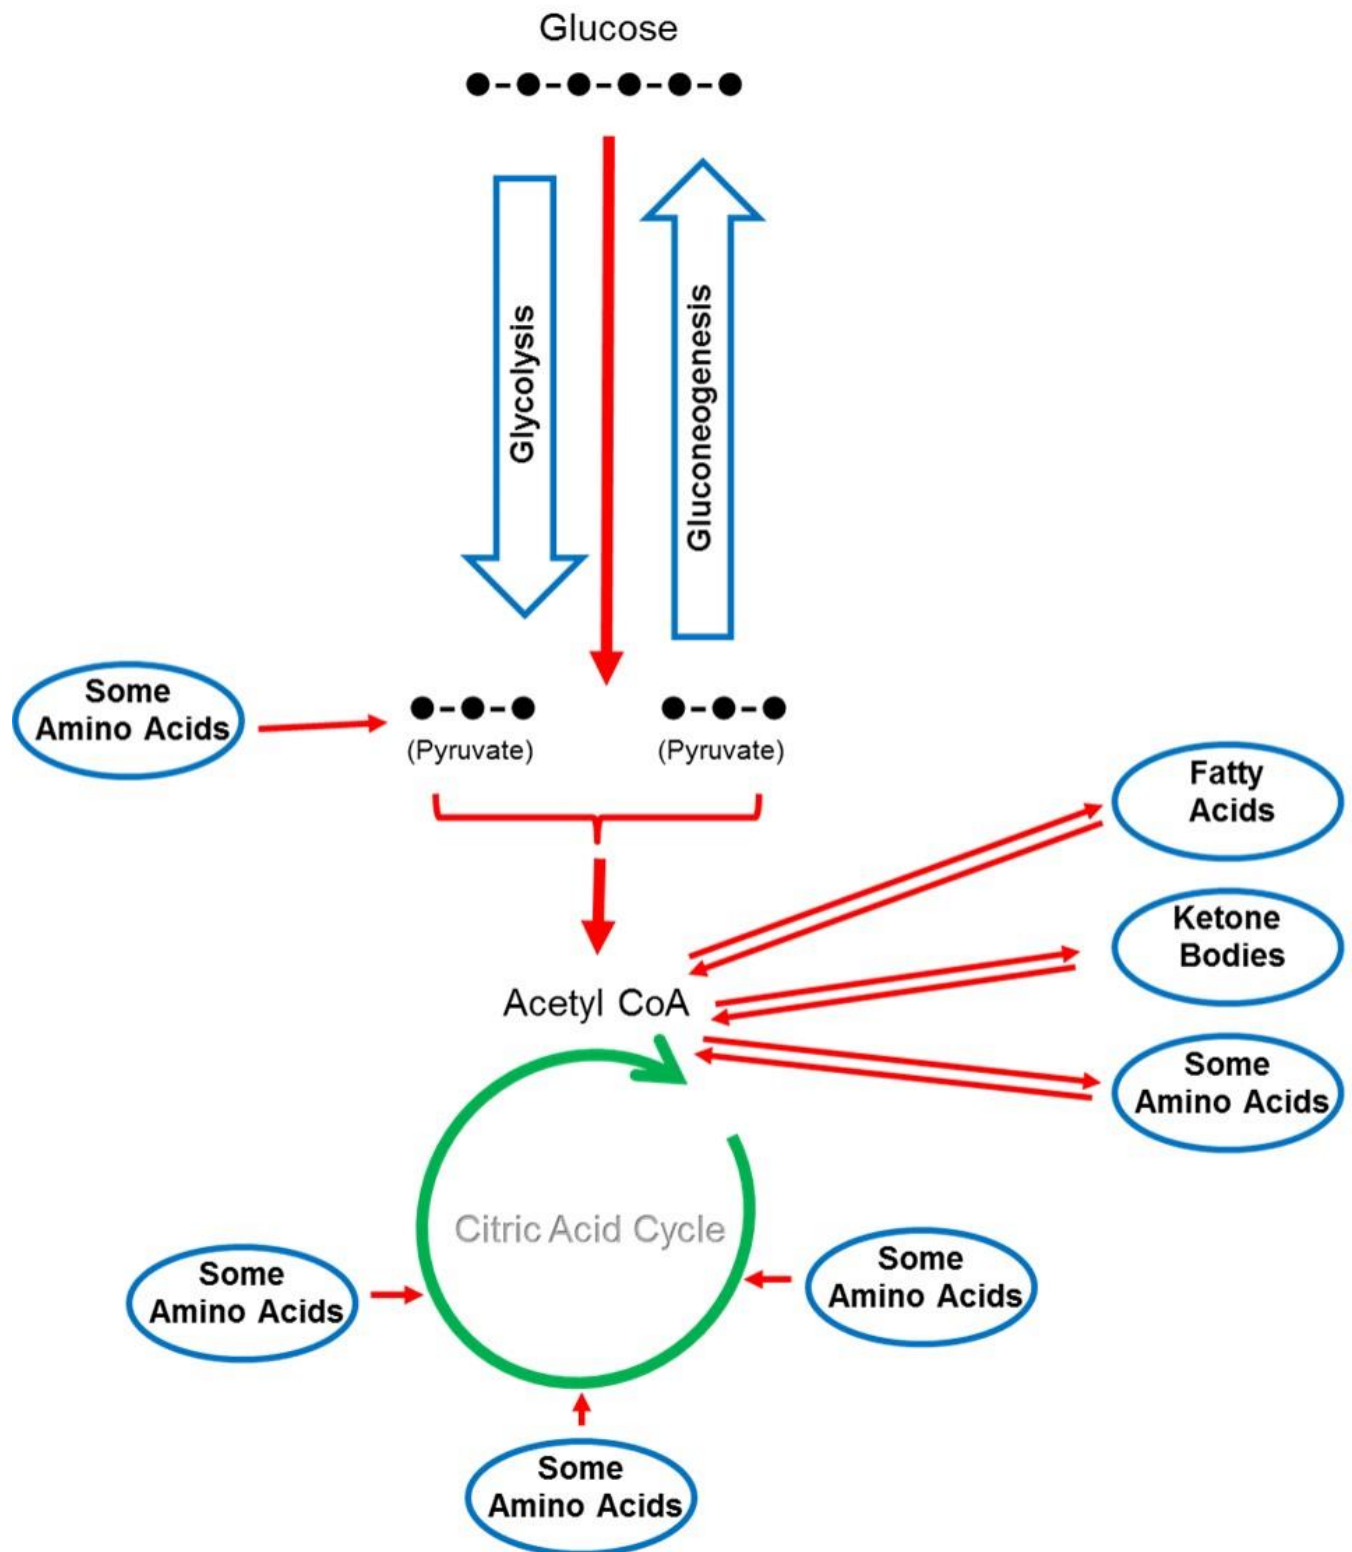 Glucose
Glycolysis
Gluconeogenesis
Some
Amino Acids
(Pyruvate)
(Pyruvate)
Fatty
Acids
Ketone
Bodies
Acetyl CoA
Some
Amino Acids
Citric Acid Cycle
Some
Amino Acids
Some
Amino Acids
Some
Amino Acids